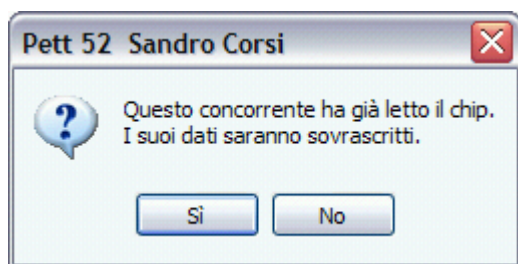 Pett 52  Sandro Corsi
Questo concorrente ha già letto il chip.
I suoi dati saranno sovrascritti.
Sì
No